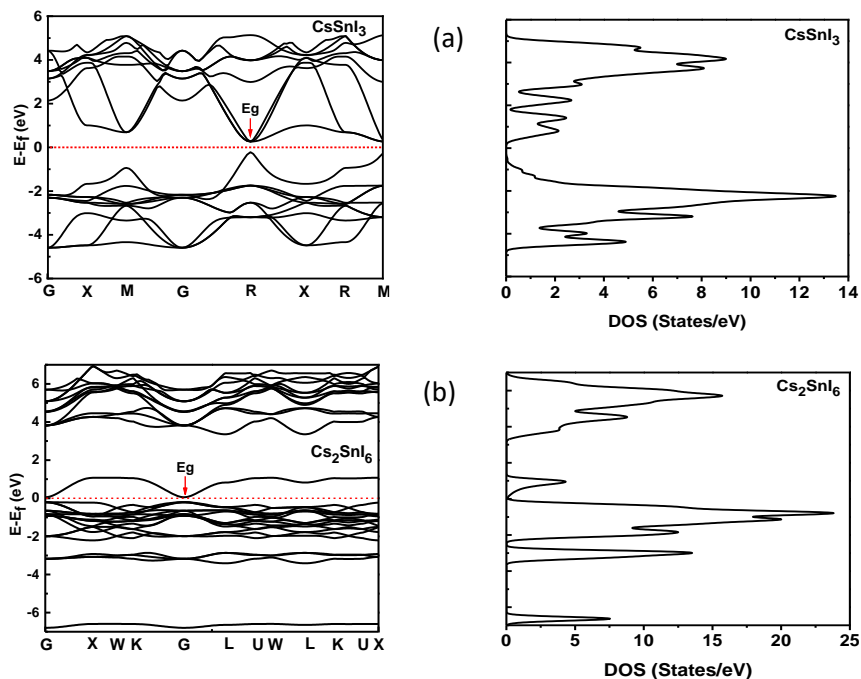 CsSnI3
E-Ef (eV)
6
4
2
0
-2
-4
-6
Eg
G X M G R X R M
(a)
CsSnI3
0 2 4 6 8 10 12 14
DOS (States/eV)
Cs2SnI6
E-Ef (eV)
6
4
2
0
-2
-4
-6
Eg
G X W K G L U W L K U X
(b)
Cs2SnI6
0 5 10 15 20 25
DOS (States/eV)